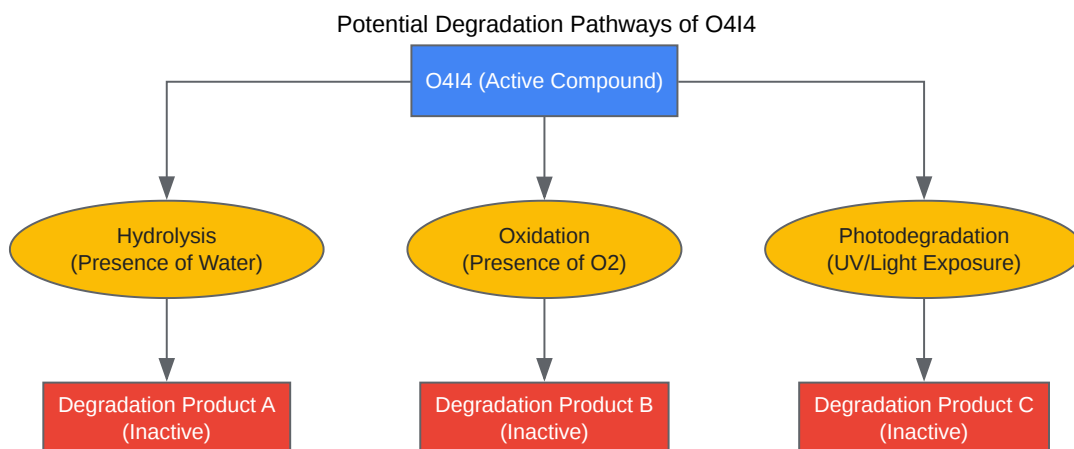 Potential Degradation Pathways of O4I4
O4I4 (Active Compound)
Hydrolysis
(Presence of Water)
Oxidation
(Presence of O2)
Photodegradation
(UV/Light Exposure)
Degradation Product A
(Inactive)
Degradation Product B
(Inactive)
Degradation Product C
(Inactive)